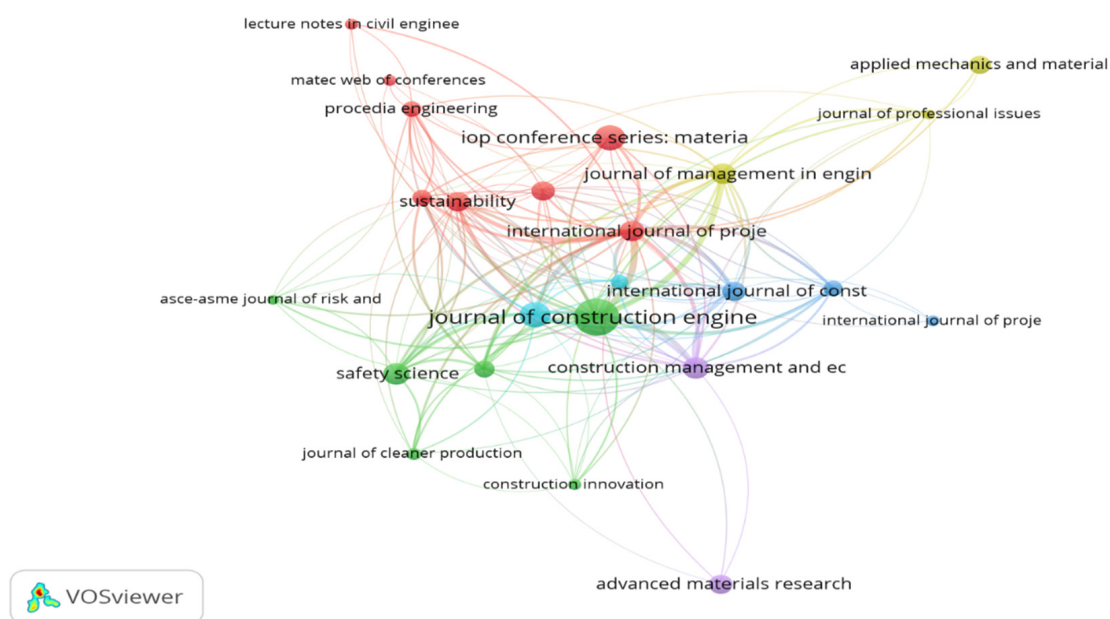 lecture notes in civil enginee
applied mechanics and material
matec web of conferences
procedia engineering
journal of professional issues
iop conference series: materia
journal of management in engin
sustainability
international journal of proje
international journal of const
asce-asme journal of risk and
journal of construction engine
international journal of proje
construction management and ec
safety science
journal of cleaner production
construction innovation
advanced materials research
VOSviewer